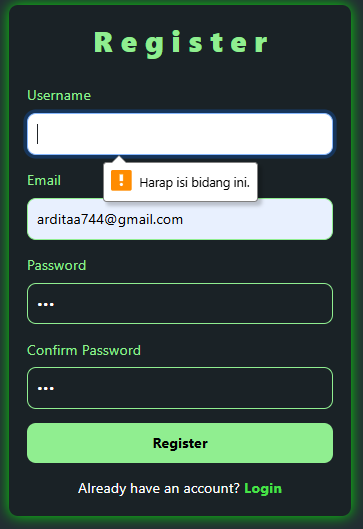 Register
Username
Harap isi bidang ini.
Email
arditaa744@gmail.com
Password
•••
Confirm Password
•••
Register
Already have an account? Login